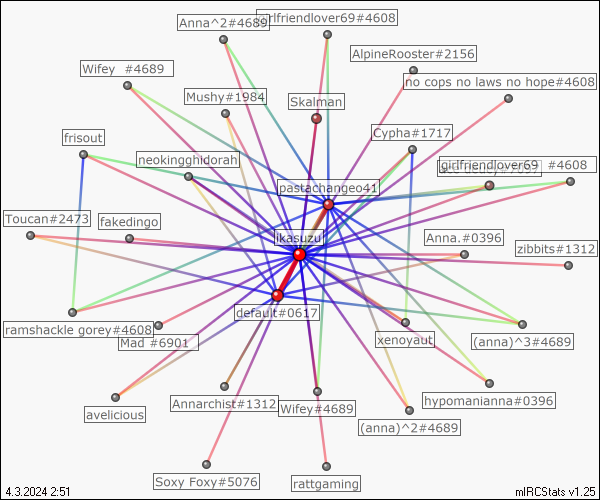 Anna^2#4689
girlfriendlover69#4608
AlpineRooster#2156
Wifey  #4689
no cops no laws no hope#4608
Mushy#1984
Skalman
frisout
Cypha#1717
neokingghidorah
girlfriendlover69  #4608
pastachangeo41
Toucan#2473
fakedingo
ikasuzu
Anna.#0396
zibbits#1312
default#0617
ramshackle gorey#4608
Mad #6901
xenoyaut
(anna)^3#4689
avelicious
Annarchist#1312
Wifey#4689
hypomanianna#0396
(anna)^2#4689
Soxy Foxy#5076
rattgaming
4.3.2024 2:51
mIRCStats v1.25